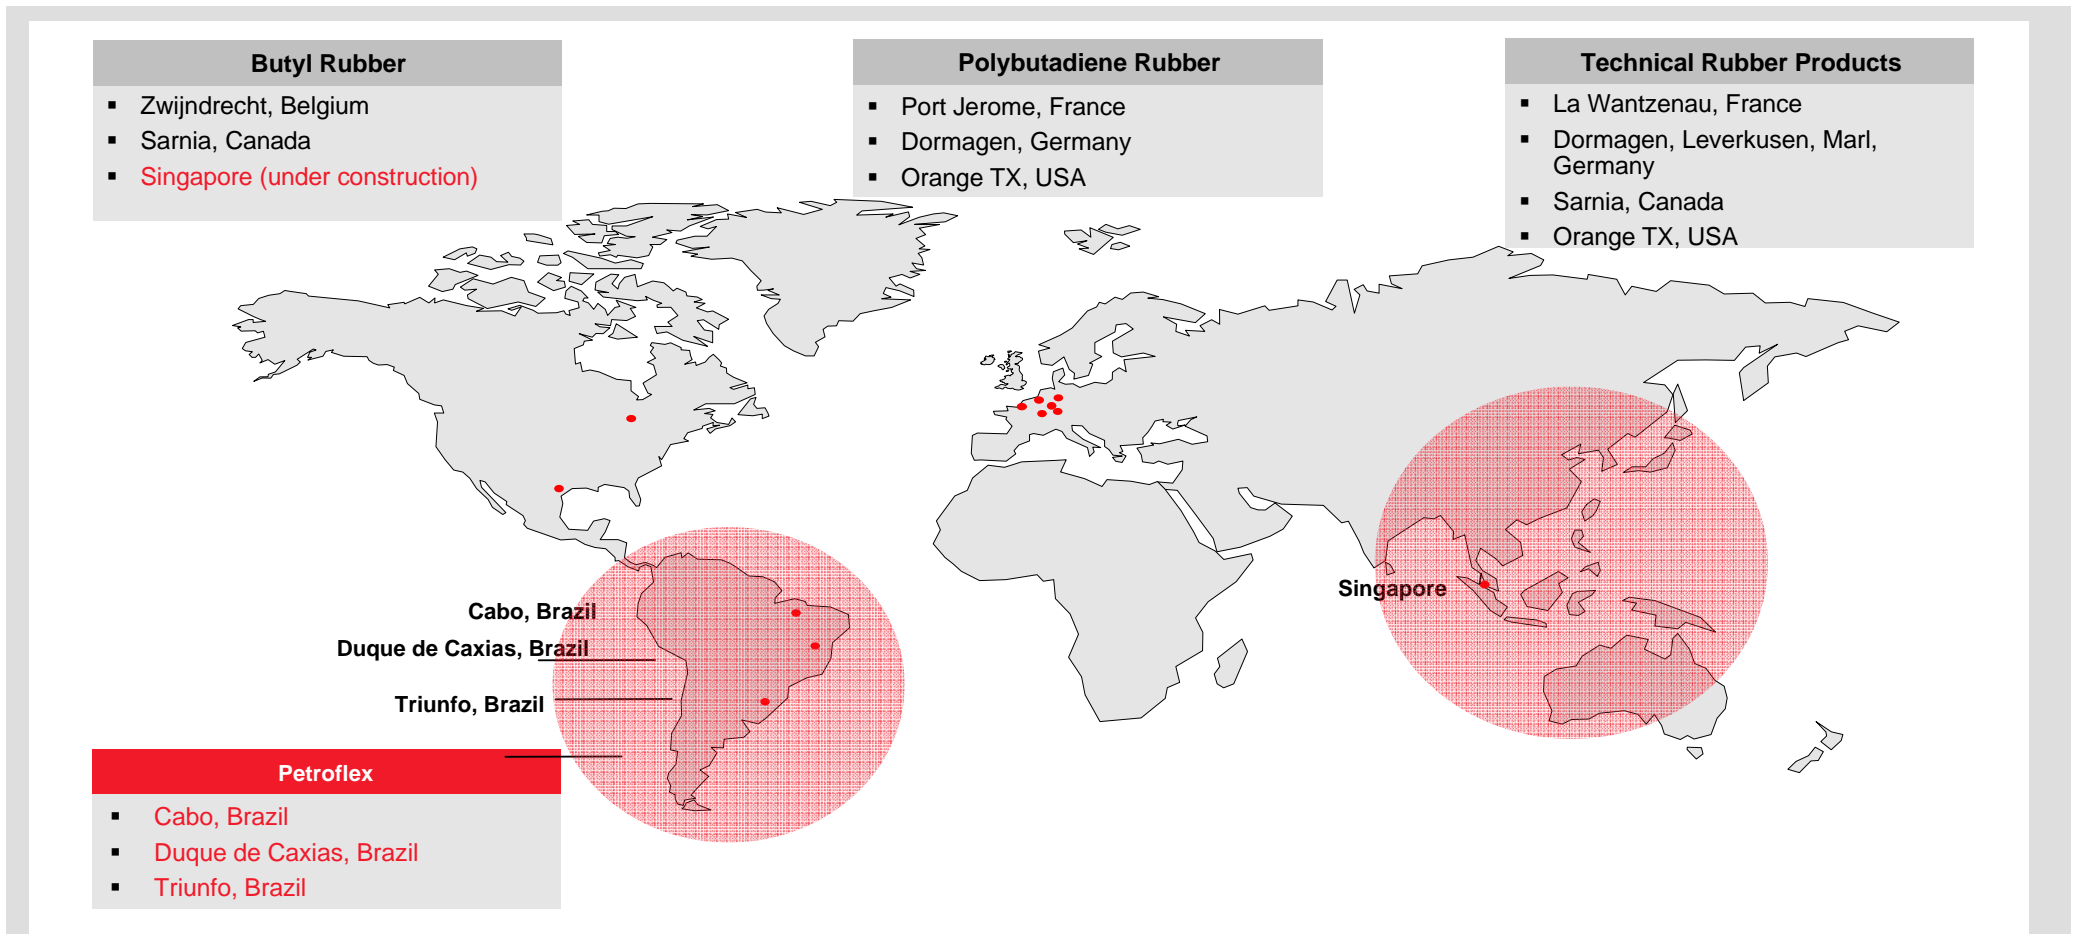 Butyl Rubber
▪ Zwijndrecht, Belgium
▪ Sarnia, Canada
▪ Singapore (under construction)
Polybutadiene Rubber
▪ Port Jerome, France
▪ Dormagen, Germany
▪ Orange TX, USA
Technical Rubber Products
▪ La Wantzenau, France
▪ Dormagen, Leverkusen, Marl,
Germany
▪ Sarnia, Canada
▪ Orange TX, USA
Singapore
Cabo, Brazil
Duque de Caxias, Brazil
Triunfo, Brazil
Petroflex
▪ Cabo, Brazil
▪ Duque de Caxias, Brazil
▪ Triunfo, Brazil